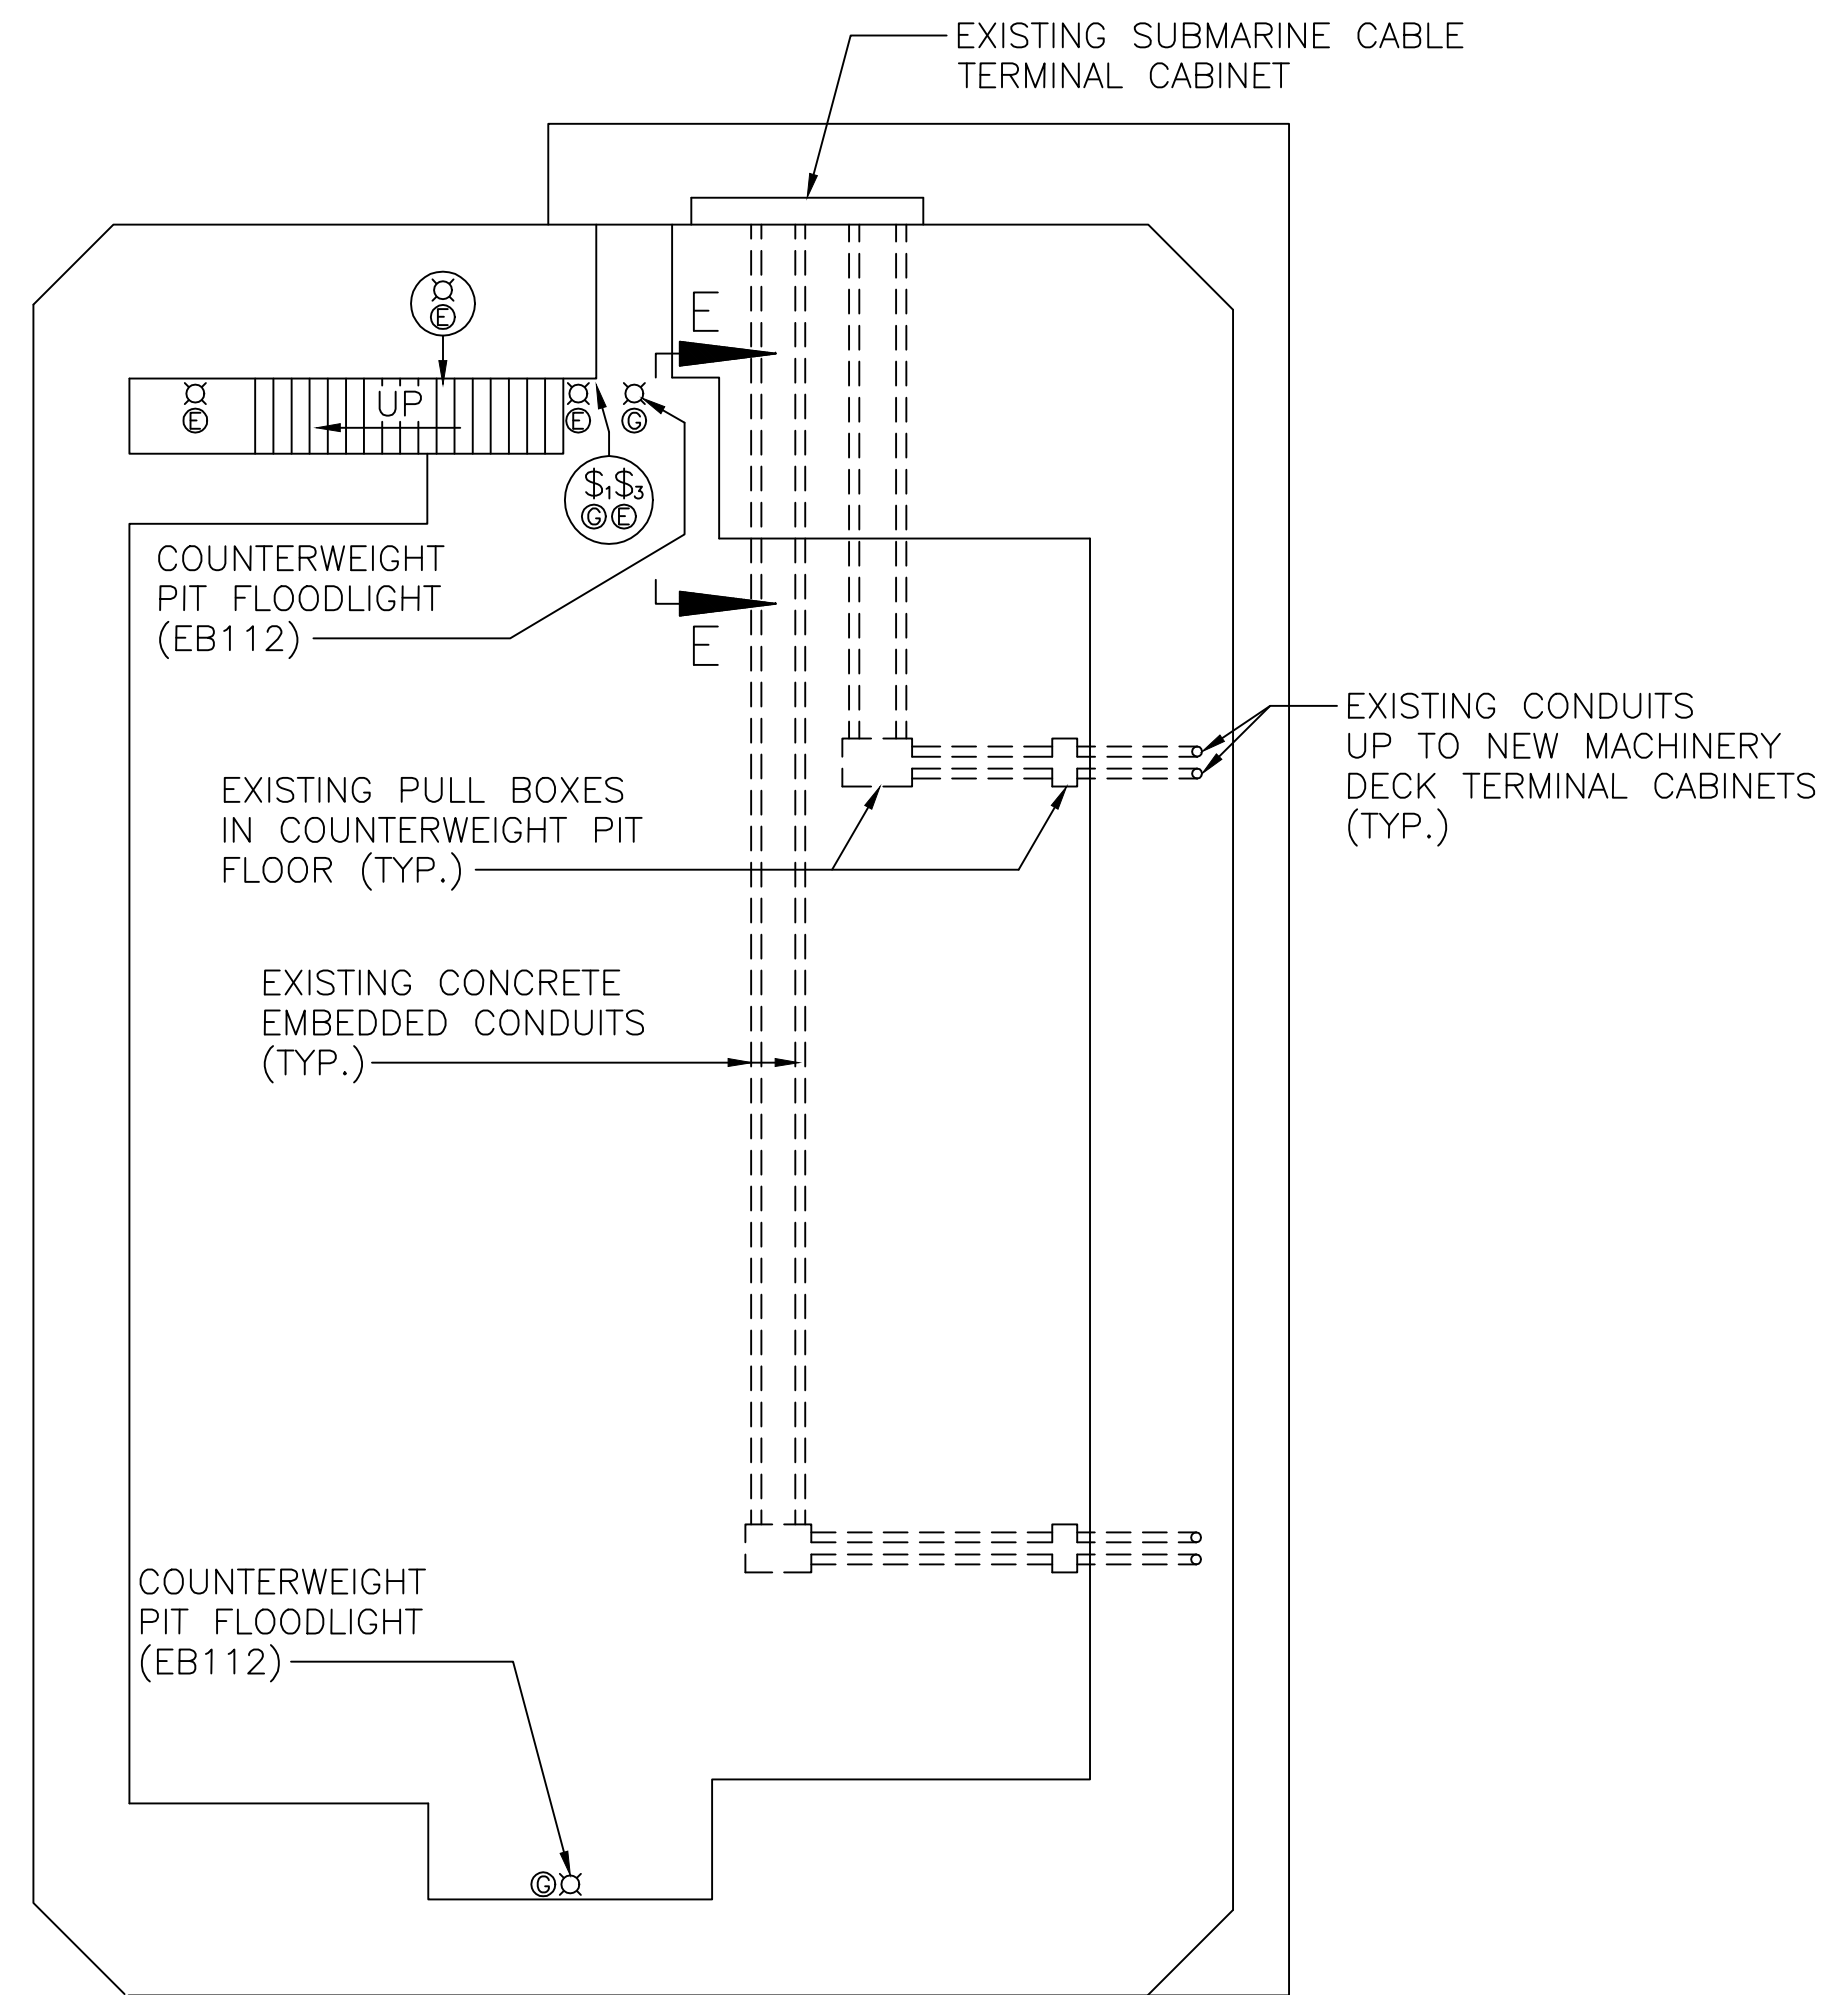 EXISTING SUBMARINE CABLE
TERMINAL CABINET
E
E
UP
E
E
E
G
$1$3
G E
COUNTERWEIGHT
PIT FLOODLIGHT
(EB112)
E
EXISTING CONDUITS
UP TO NEW MACHINERY
DECK TERMINAL CABINETS
(TYP.)
EXISTING PULL BOXES
IN COUNTERWEIGHT PIT
FLOOR (TYP.)
EXISTING CONCRETE
EMBEDDED CONDUITS
(TYP.)
COUNTERWEIGHT
PIT FLOODLIGHT
(EB112)
G